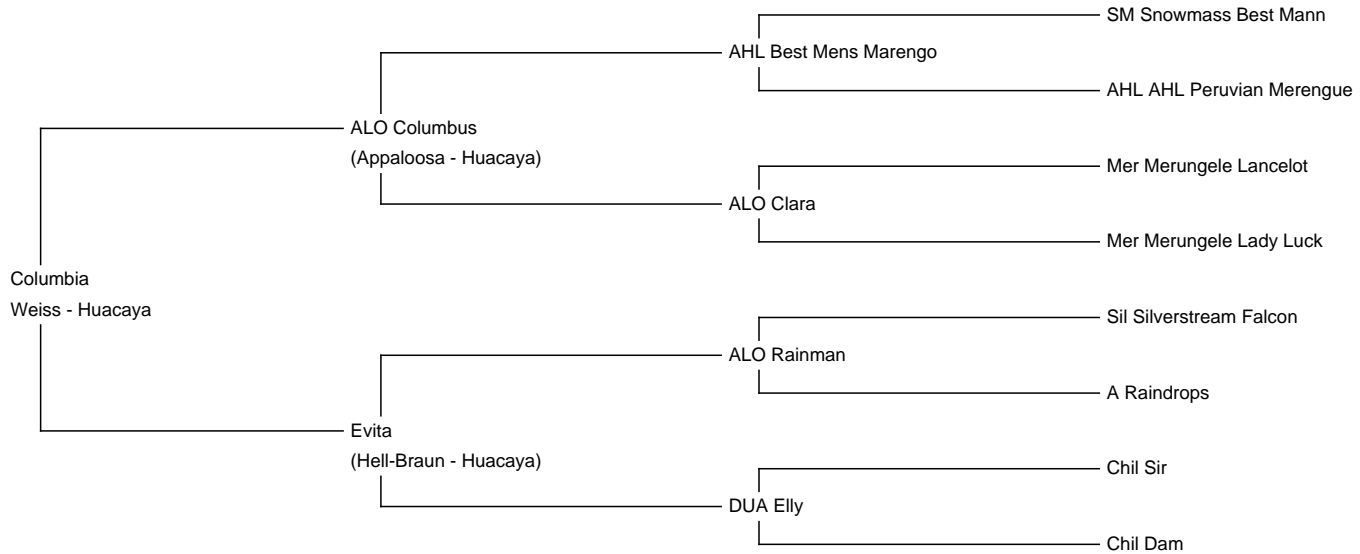 SM Snowmass Best Mann
AHL Best Mens Marengo
AHL AHL Peruvian Merengue
ALO Columbus
(Appaloosa - Huacaya)
Mer Merungele Lancelot
ALO Clara
Mer Merungele Lady Luck
Columbia
Weiss - Huacaya
Sil Silverstream Falcon
ALO Rainman
A Raindrops
Evita
(Hell-Braun - Huacaya)
Chil Sir
DUA Elly
Chil Dam